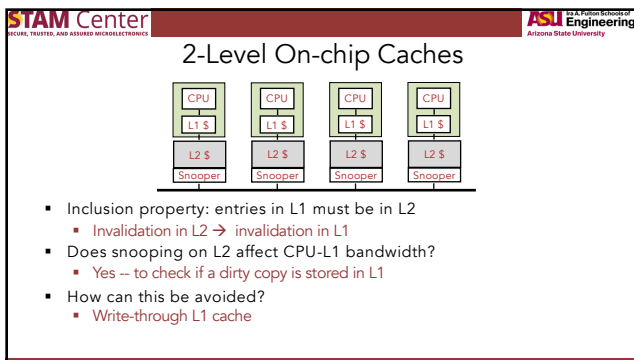 STAM Center
SECURE, TRUSTED, AND ASSURED MICROELECTRONICS
ASU Ira A. Fulton Schools of
Engineering
Arizona State University
2-Level On-chip Caches
CPU CPU CPU CPU
L1 $ L1 $ L1 $ L1 $
L2 $ L2 $ L2 $ L2 $
Snooper Snooper Snooper Snooper
▪ Inclusion property: entries in L1 must be in L2
▪ Invalidation in L2 → invalidation in L1
▪ Does snooping on L2 affect CPU-L1 bandwidth?
▪ Yes -- to check if a dirty copy is stored in L1
▪ How can this be avoided?
▪ Write-through L1 cache